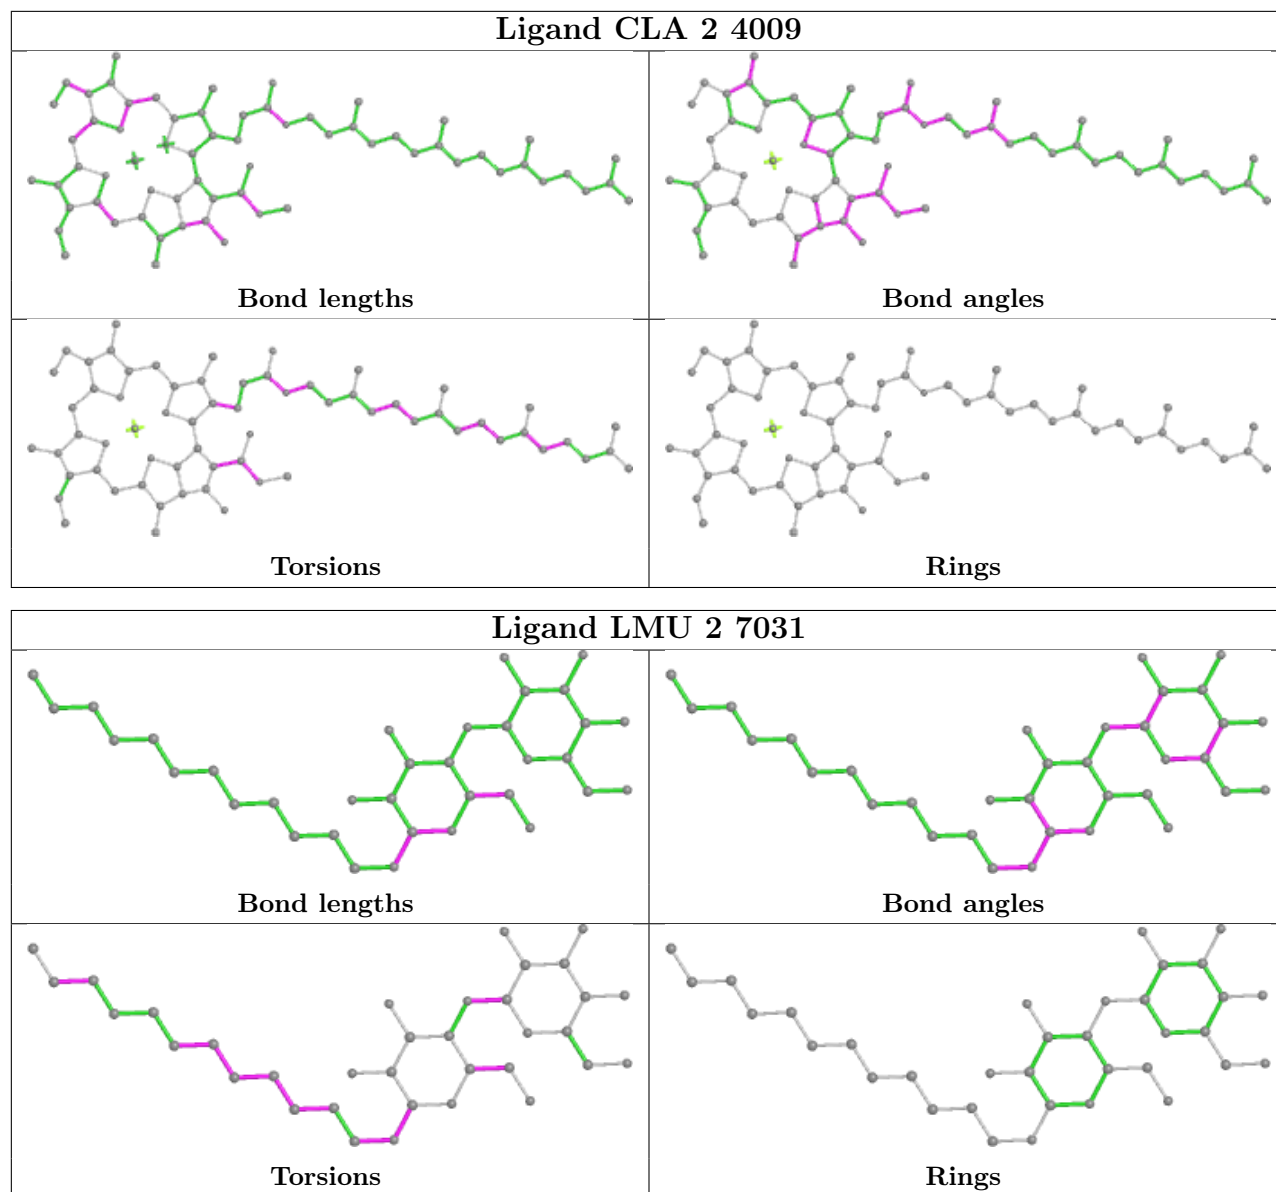 Ligand CLA 2 4009
Bond lengths
Bond angles
Torsions
Rings
Ligand LMU 2 7031
Bond lengths
Bond angles
Torsions
Rings